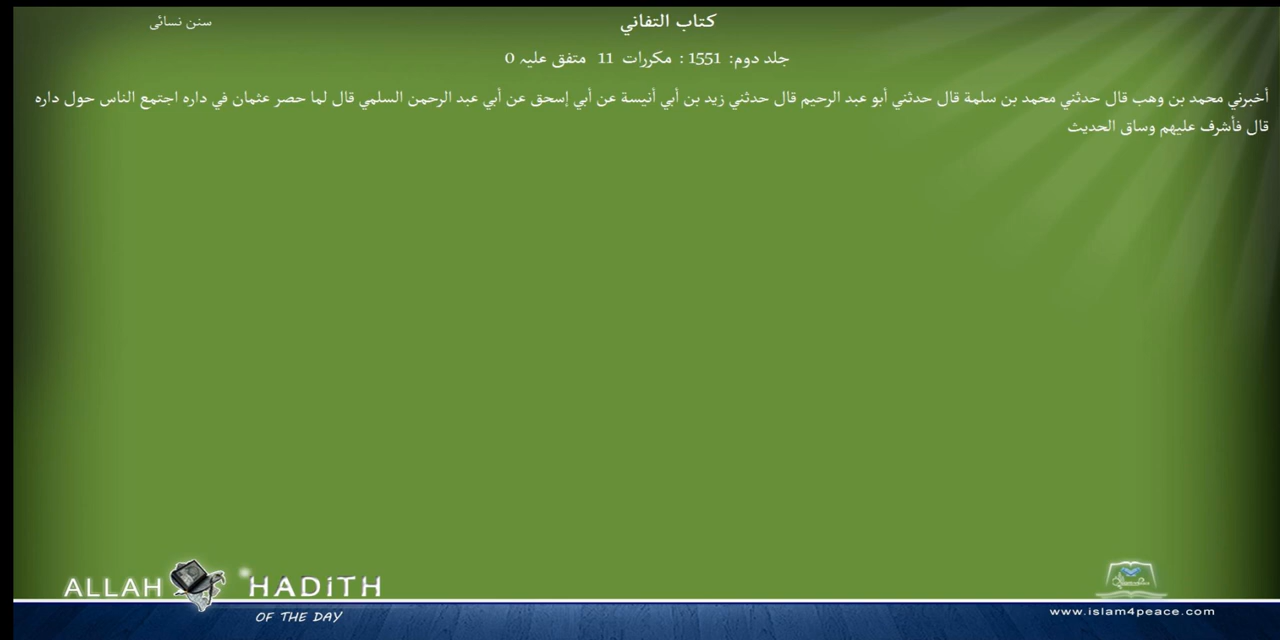 سنن نسائی
کتاب التفاني
جلد دوم: 1551 : مکررات 11 متفق علیہ 0
أخبرني محمد بن وهب قال حدثني محمد بن سلمة قال حدثني أبو عبد الرحيم قال حدثني زيد بن أبي أنيسة عن أبي إسحق عن أبي عبد الرحمن السلمي قال لما حصر عثمان في داره اجتمع الناس حول داره
قال فأشرف عليهم وساق الحديث
ALLAH HADITH
OF THE DAY
www.islam4peace.com